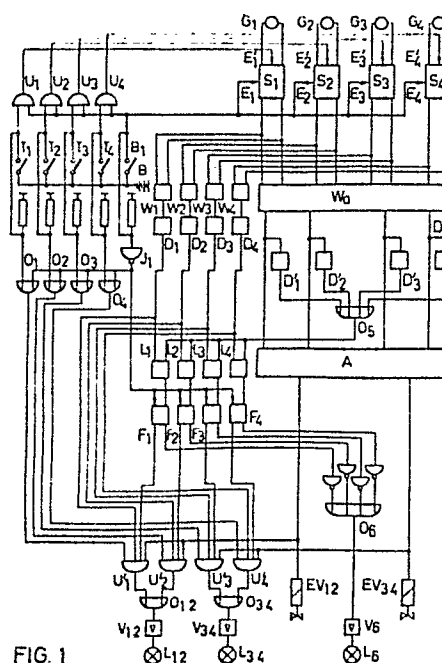 G₁ G₂ G₃ G₄
E'₁ E'₂ E'₃ E'₄
U₁ U₂ U₃ U₄
S₁ S₂ S₃ S₄
E₁ E₂ E₃ E₄
T₁ T₂ T₃ T₄ B₁
B
W₁ W₂ W₃ W₄ Wₐ
D₁ D₂ D₃ D₄
J₁
D'₁ D'₂ D'₃
O₁ O₂ O₃ O₄
O₅
L₁ L₂ L₃ L₄ A
F₁ F₂ F₃ F₄
O₆
U'₁ U'₂ U'₃ U'₄
EV₁₂ EV₃₄
O₁₂ O₃₄
V₁₂ V₃₄ V₆
L₁₂ L₃₄ L₆
FIG. 1